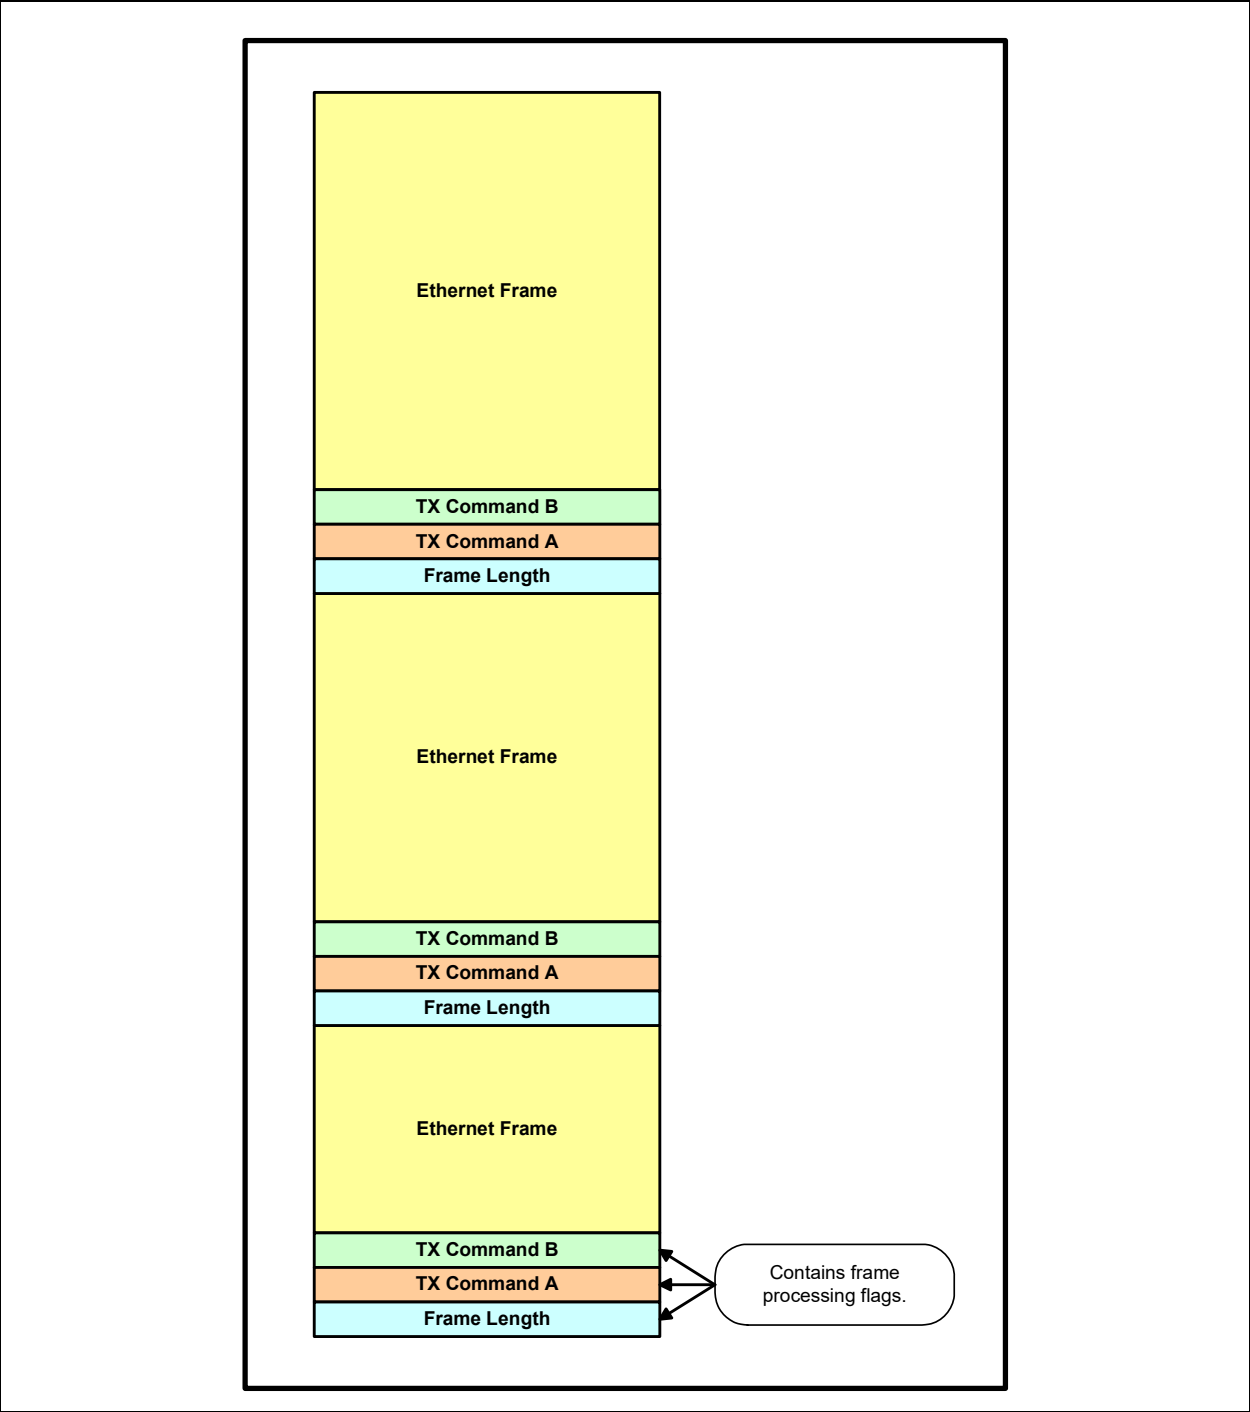 Ethernet Frame
TX Command B
TX Command A
Frame Length
Ethernet Frame
TX Command B
TX Command A
Frame Length
Ethernet Frame
TX Command B
TX Command A
Frame Length
Contains frame
processing flags.